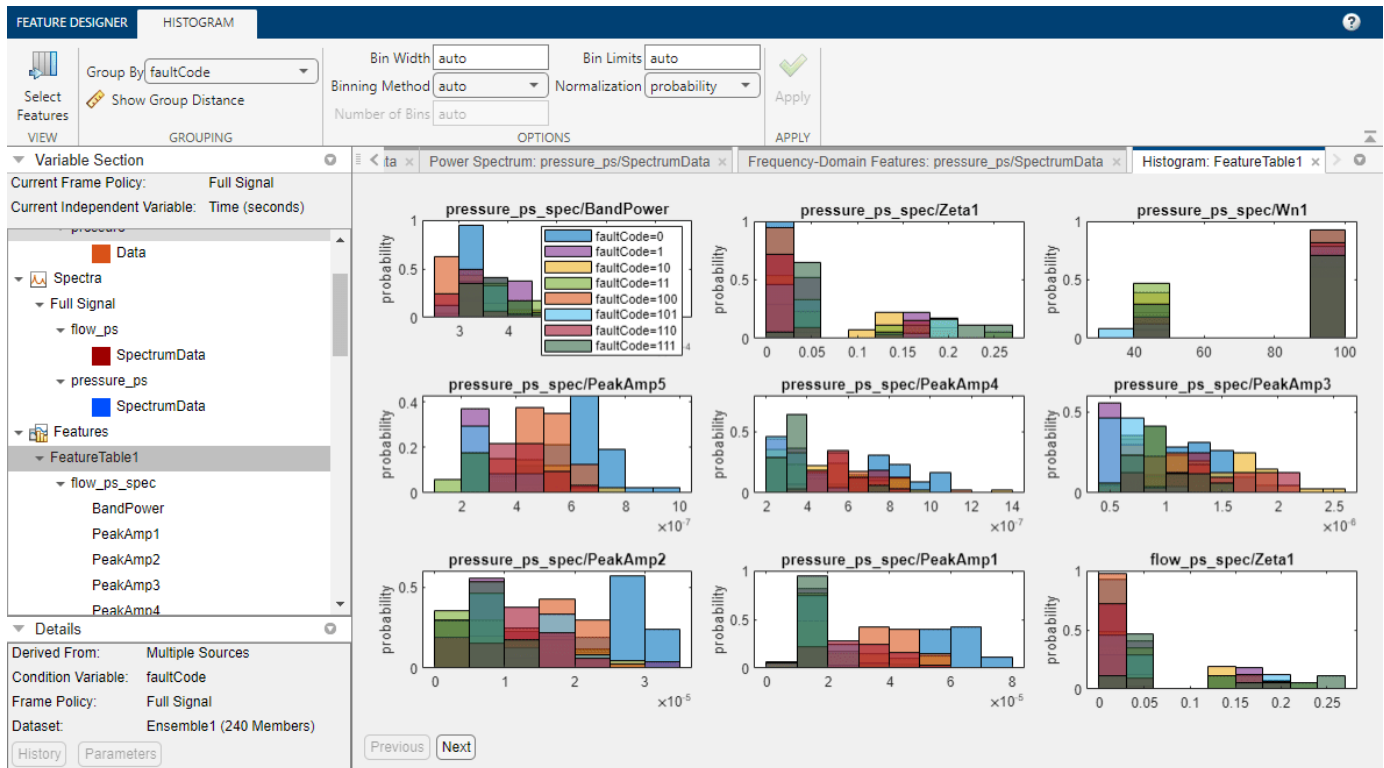 FEATURE DESIGNER HISTOGRAM
?
Select
Features
VIEW
Group By faultCode
Show Group Distance
GROUPING
Bin Width auto Bin Limits auto
Binning Method auto Normalization probability
Number of Bins auto
OPTIONS
Apply
APPLY
Variable Section
Current Frame Policy: Full Signal
Current Independent Variable: Time (seconds)
Data
Spectra
Full Signal
flow_ps
SpectrumData
pressure_ps
SpectrumData
Features
FeatureTable1
flow_ps_spec
BandPower
PeakAmp1
PeakAmp2
PeakAmp3
PeakAmp4
Details
Derived From: Multiple Sources
Condition Variable: faultCode
Frame Policy: Full Signal
Dataset: Ensemble1 (240 Members)
History Parameters
Power Spectrum: pressure_ps/SpectrumData × Frequency-Domain Features: pressure_ps/SpectrumData × Histogram: FeatureTable1 ×
pressure_ps_spec/BandPower
probability
1
0.5
0
3 4
faultCode=0
faultCode=1
faultCode=10
faultCode=11
faultCode=100
faultCode=101
faultCode=110
faultCode=111
-4
pressure_ps_spec/Zeta1
probability
1
0.5
0
0 0.05 0.1 0.15 0.2 0.25
pressure_ps_spec/Wn1
probability
1
0.5
0
40 60 80 100
pressure_ps_spec/PeakAmp5
probability
0.4
0.2
0
2 4 6 8 10
×10-7
pressure_ps_spec/PeakAmp4
probability
0.5
0
2 4 6 8 10 12 14
×10-7
pressure_ps_spec/PeakAmp3
probability
0.5
0
0.5 1 1.5 2 2.5
×10-6
pressure_ps_spec/PeakAmp2
probability
0.5
0
0 1 2 3
×10-5
pressure_ps_spec/PeakAmp1
probability
1
0.5
0
0 2 4 6 8
×10-5
flow_ps_spec/Zeta1
probability
1
0.5
0
0 0.05 0.1 0.15 0.2 0.25
Previous Next